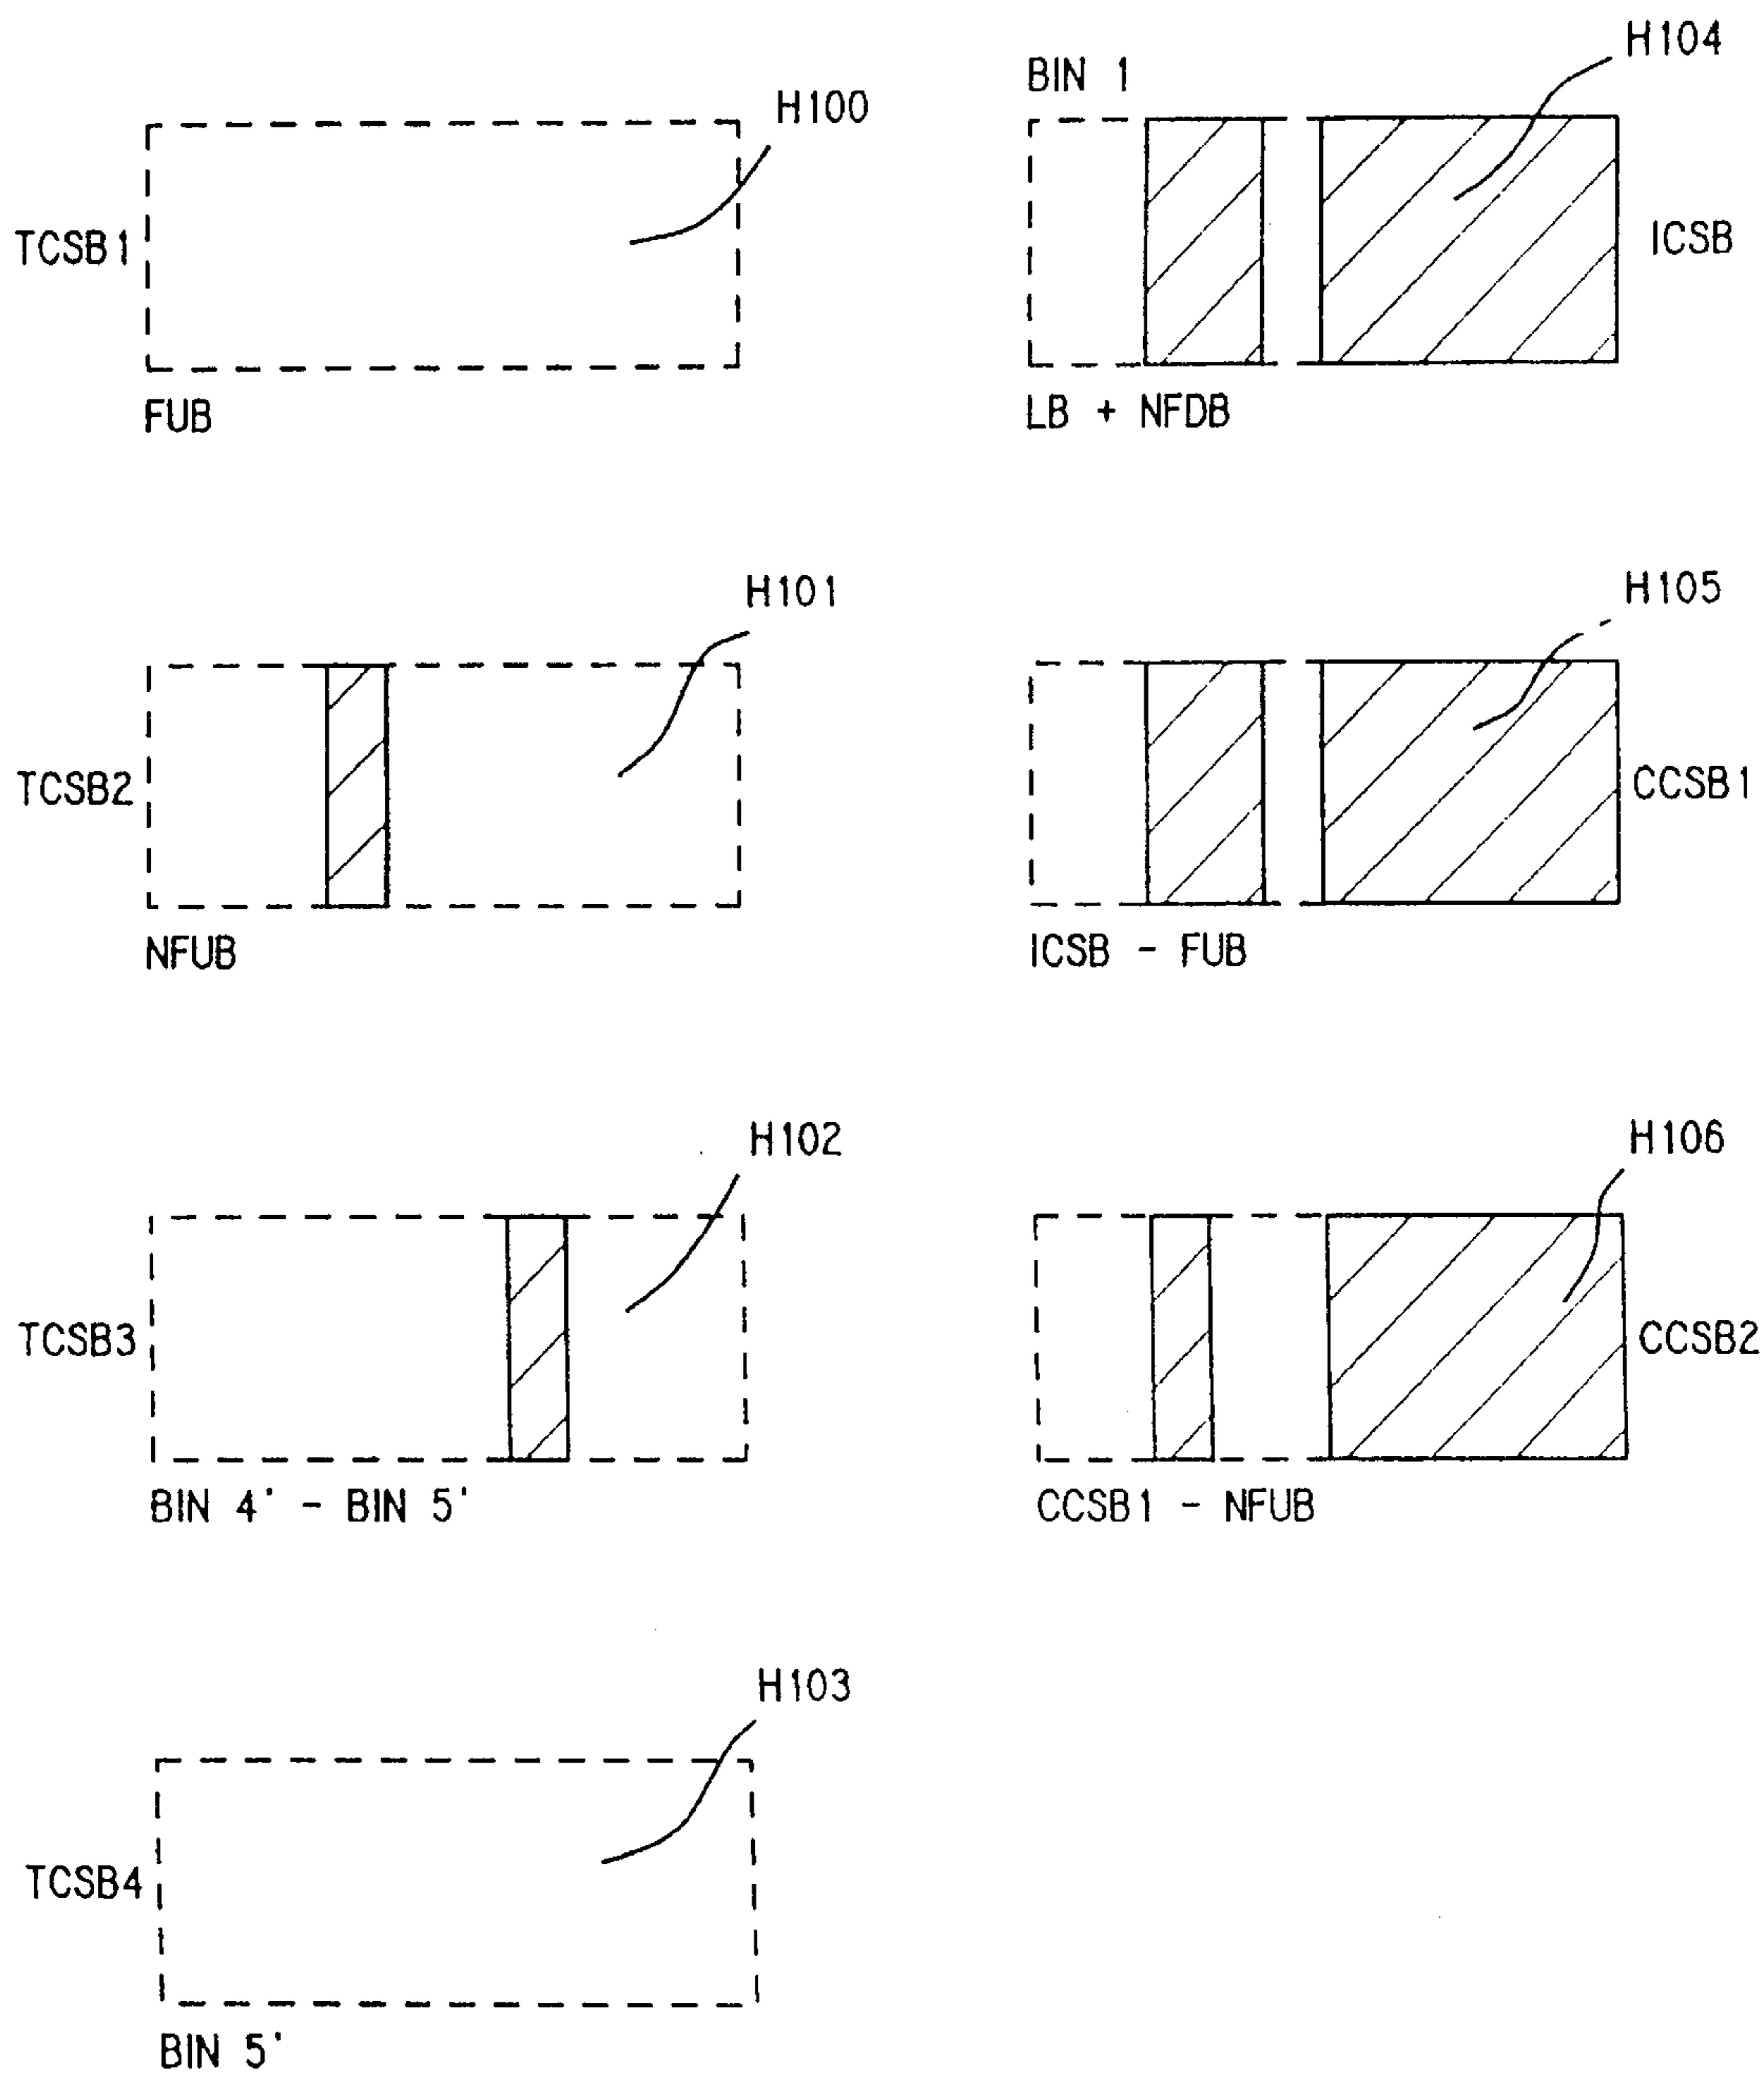 H100
TCSB1
FUB
BIN 1
H104
ICSB
LB + NFDB
H101
TCSB2
NFUB
H105
CCSB1
ICSB - FUB
H102
TCSB3
BIN 4' - BIN 5'
H106
CCSB2
CCSB1 - NFUB
H103
TCSB4
BIN 5'